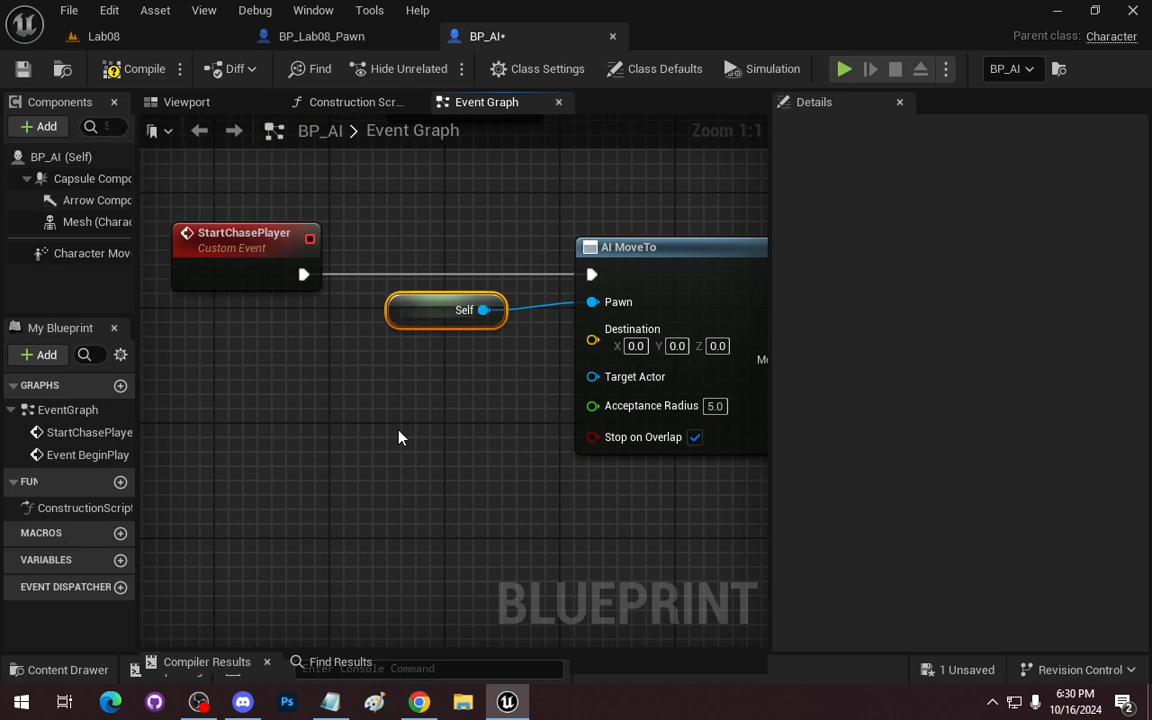 File Edit Asset View Debug Window Tools Help
Lab08 BP_Lab08_Pawn BP_AI* Parent class: Character
Compile Diff Find Hide Unrelated Class Settings Class Defaults Simulation BP_AI
Components Viewport Construction Scr... Event Graph Details
Add S BP_AI Event Graph Zoom 1:1
BP_AI (Self)
Capsule Compo
Arrow Compo
Mesh (Charac
Character Mov
StartChasePlayer
Custom Event
AI MoveTo
Self
Pawn
Destination
X 0.0 Y 0.0 Z 0.0
Target Actor
Acceptance Radius 5.0
Stop on Overlap
My Blueprint
Add
GRAPHS
EventGraph
StartChasePlaye
Event BeginPlay
FUN
ConstructionScript
MACROS
VARIABLES
EVENT DISPATCHER
BLUEPRINT
Compiler Results Find Results
Content Drawer Enter Console Command 1 Unsaved Revision Control
6:30 PM
10/16/2024
2